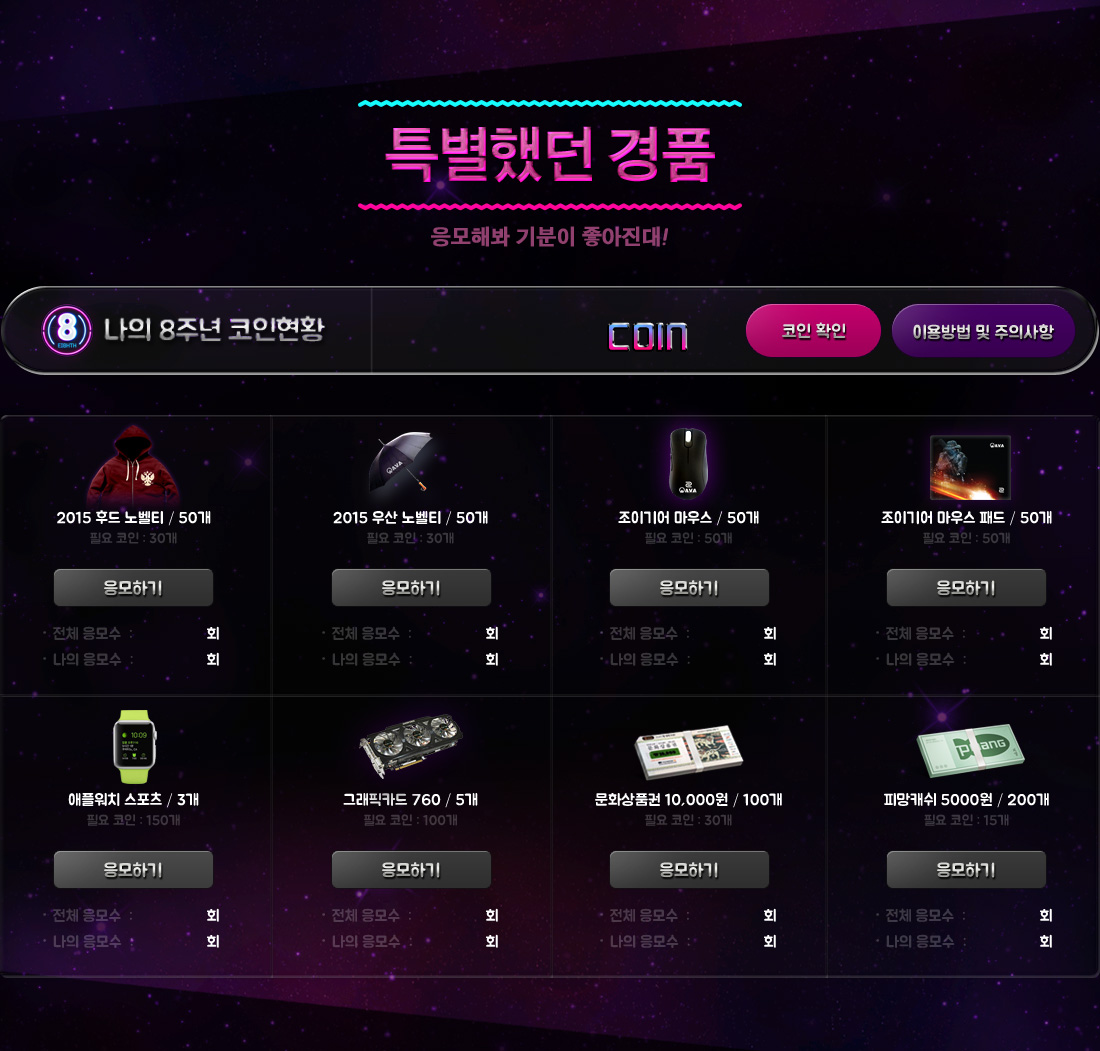 특별했던 경품
응모해봐 기분이 좋아진대!
8
EIGHTH
나의 8주년 코인현황
COIN
코인 확인
이용방법 및 주의사항
AVA
AVA
AVA
2015 후드 노벨티 / 50개
2015 우산 노벨티 / 50개
조이기어 마우스 / 50개
조이기어 마우스 패드 / 50개
필요 코인 : 30개
필요 코인 : 30개
필요 코인 : 50개
필요 코인 : 50개
응모하기
응모하기
응모하기
응모하기
· 전체 응모수 : 회
· 전체 응모수 : 회
· 전체 응모수 : 회
· 전체 응모수 : 회
· 나의 응모수 : 회
· 나의 응모수 : 회
· 나의 응모수 : 회
· 나의 응모수 : 회
10:09
애플워치 스포츠 / 3개
그래픽카드 760 / 5개
문화상품권 10,000원 / 100개
피망캐쉬 5000원 / 200개
필요 코인 : 150개
필요 코인 : 100개
필요 코인 : 30개
필요 코인 : 15개
응모하기
응모하기
응모하기
응모하기
· 전체 응모수 : 회
· 전체 응모수 : 회
· 전체 응모수 : 회
· 전체 응모수 : 회
· 나의 응모수 : 회
· 나의 응모수 : 회
· 나의 응모수 : 회
· 나의 응모수 : 회